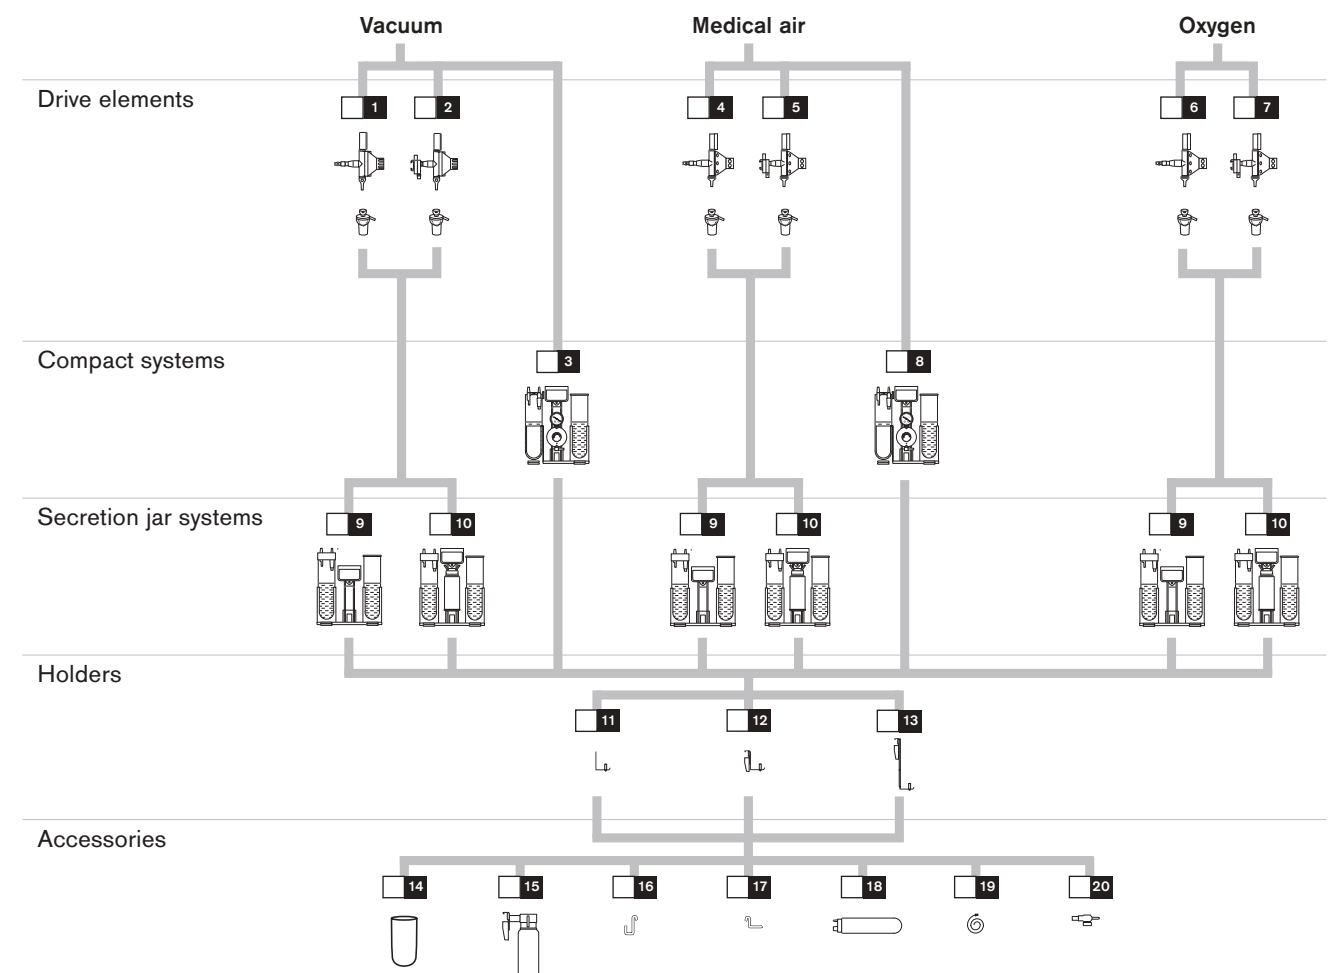 Vacuum Medical air Oxygen
Drive elements
1 2 4 5 6 7
Compact systems
3 8
Secretion jar systems
9 10 9 10 9 10
Holders
11 12 13
Accessories
14 15 16 17 18 19 20